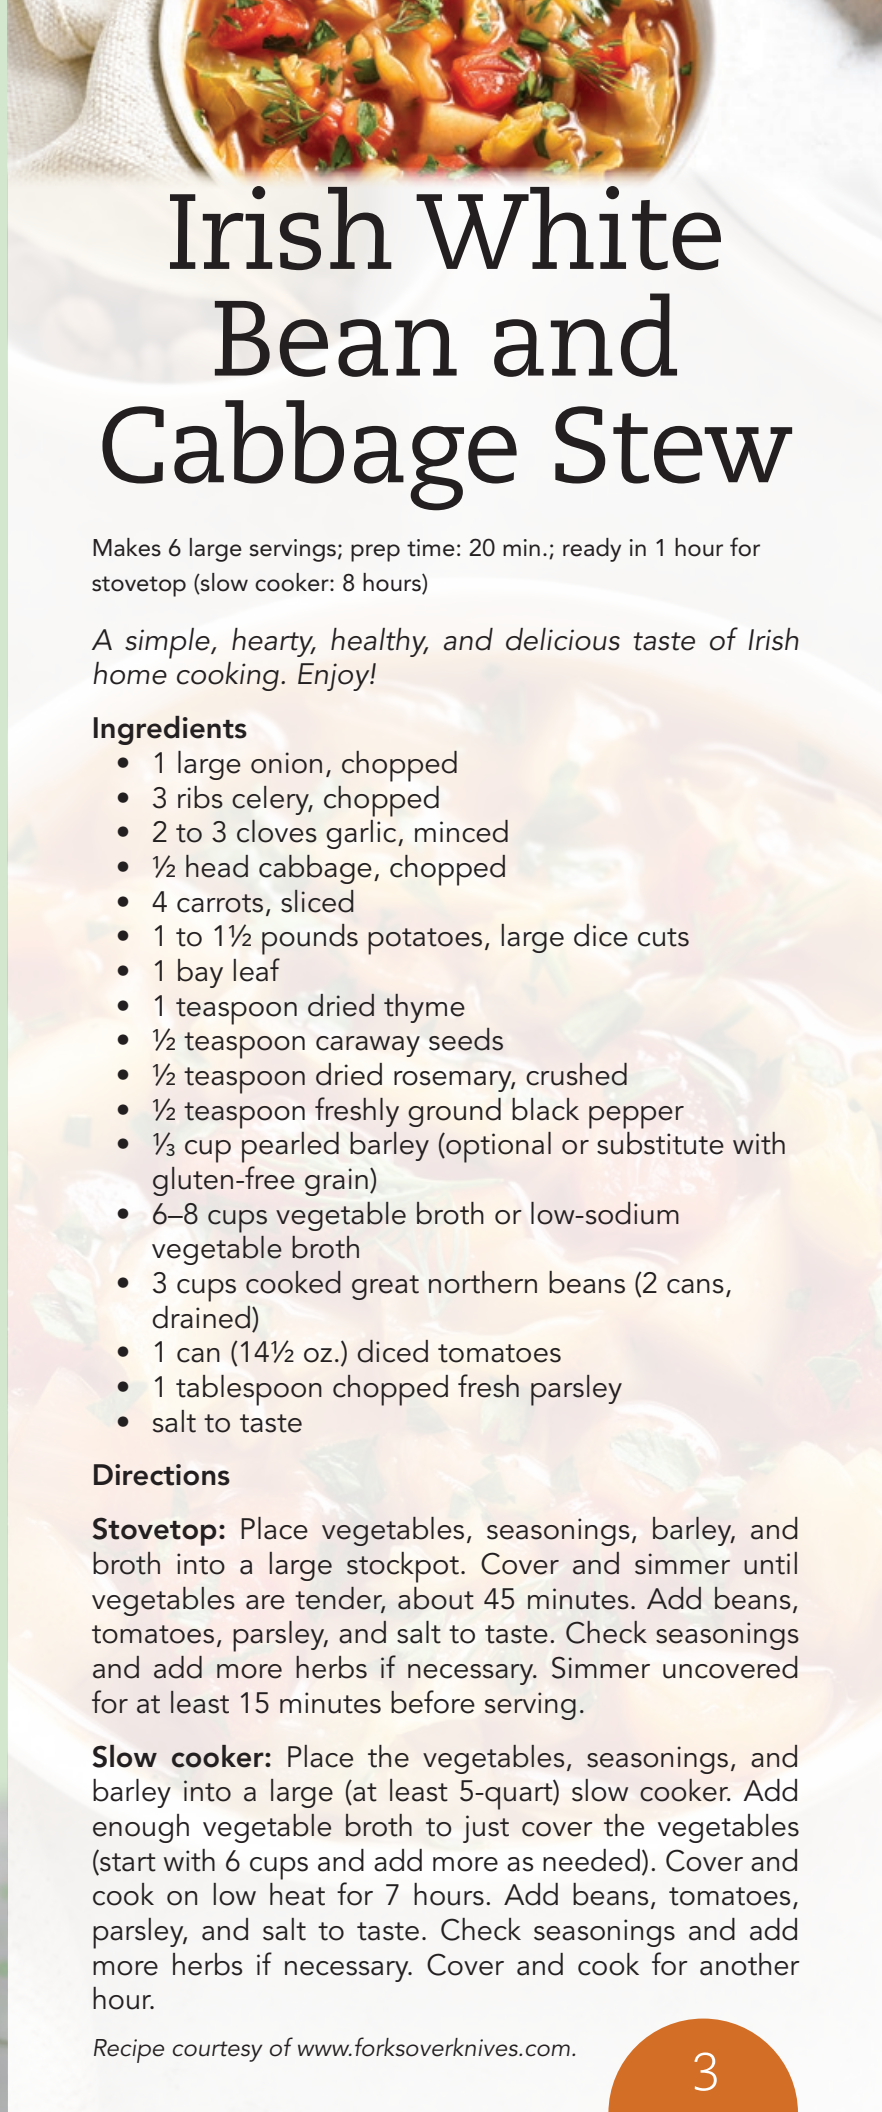 Irish White
Bean and
Cabbage Stew
Makes 6 large servings; prep time: 20 min.; ready in 1 hour for
stovetop (slow cooker: 8 hours)
A simple, hearty, healthy, and delicious taste of Irish
home cooking. Enjoy!
Ingredients
• 1 large onion, chopped
• 3 ribs celery, chopped
• 2 to 3 cloves garlic, minced
• ½ head cabbage, chopped
• 4 carrots, sliced
• 1 to 1½ pounds potatoes, large dice cuts
• 1 bay leaf
• 1 teaspoon dried thyme
• ½ teaspoon caraway seeds
• ½ teaspoon dried rosemary, crushed
• ½ teaspoon freshly ground black pepper
• ⅓ cup pearled barley (optional or substitute with
gluten-free grain)
• 6–8 cups vegetable broth or low-sodium
vegetable broth
• 3 cups cooked great northern beans (2 cans,
drained)
• 1 can (14½ oz.) diced tomatoes
• 1 tablespoon chopped fresh parsley
• salt to taste
Directions
Stovetop: Place vegetables, seasonings, barley, and
broth into a large stockpot. Cover and simmer until
vegetables are tender, about 45 minutes. Add beans,
tomatoes, parsley, and salt to taste. Check seasonings
and add more herbs if necessary. Simmer uncovered
for at least 15 minutes before serving.
Slow cooker: Place the vegetables, seasonings, and
barley into a large (at least 5-quart) slow cooker. Add
enough vegetable broth to just cover the vegetables
(start with 6 cups and add more as needed). Cover and
cook on low heat for 7 hours. Add beans, tomatoes,
parsley, and salt to taste. Check seasonings and add
more herbs if necessary. Cover and cook for another
hour.
Recipe courtesy of www.forksoverknives.com.
3